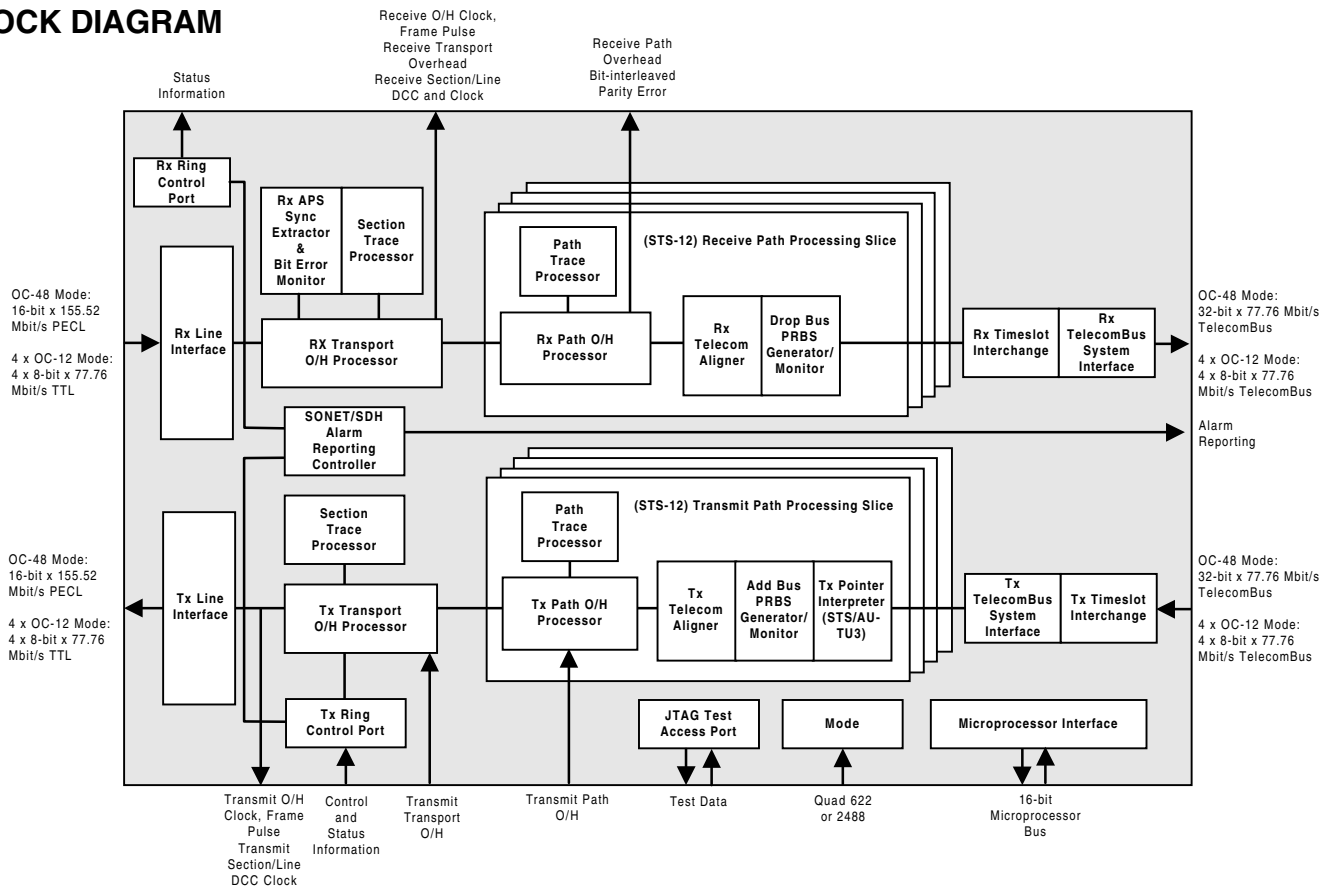 OCK DIAGRAM
Receive O/H Clock,
Frame Pulse
Receive Transport
Overhead
Receive Section/Line
DCC and Clock
Receive Path
Overhead
Bit-interleaved
Parity Error
Status
Information
Rx Ring
Control
Port
Rx APS
Sync
Extractor
&
Bit Error
Monitor
Section
Trace
Processor
Path
Trace
Processor
(STS-12) Receive Path Processing Slice
OC-48 Mode:
16-bit x 155.52
Mbit/s PECL
4 x OC-12 Mode:
4 x 8-bit x 77.76
Mbit/s TTL
Rx Line
Interface
RX Transport
O/H Processor
Rx Path O/H
Processor
Rx
Telecom
Aligner
Drop Bus
PRBS
Generator/
Monitor
Rx Timeslot
Interchange
Rx
TelecomBus
System
Interface
OC-48 Mode:
32-bit x 77.76 Mbit/s
TelecomBus
4 x OC-12 Mode:
4 x 8-bit x 77.76
Mbit/s TelecomBus
SONET/SDH
Alarm
Reporting
Controller
Alarm
Reporting
Section
Trace
Processor
Path
Trace
Processor
(STS-12) Transmit Path Processing Slice
OC-48 Mode:
16-bit x 155.52
Mbit/s PECL
4 x OC-12 Mode:
4 x 8-bit x 77.76
Mbit/s TTL
Tx Line
Interface
Tx Transport
O/H Processor
Tx Path O/H
Processor
Tx
Telecom
Aligner
Add Bus
PRBS
Generator/
Monitor
Tx Pointer
Interpreter
(STS/AU-
TU3)
Tx
TelecomBus
System
Interface
Tx Timeslot
Interchange
OC-48 Mode:
32-bit x 77.76 Mbit/s
TelecomBus
4 x OC-12 Mode:
4 x 8-bit x 77.76
Mbit/s TelecomBus
Tx Ring
Control Port
JTAG Test
Access Port
Mode
Microprocessor Interface
Transmit O/H
Clock, Frame
Pulse
Transmit
Section/Line
DCC Clock
Control
and
Status
Information
Transmit
Transport
O/H
Transmit Path
O/H
Test Data
Quad 622
or 2488
16-bit
Microprocessor
Bus